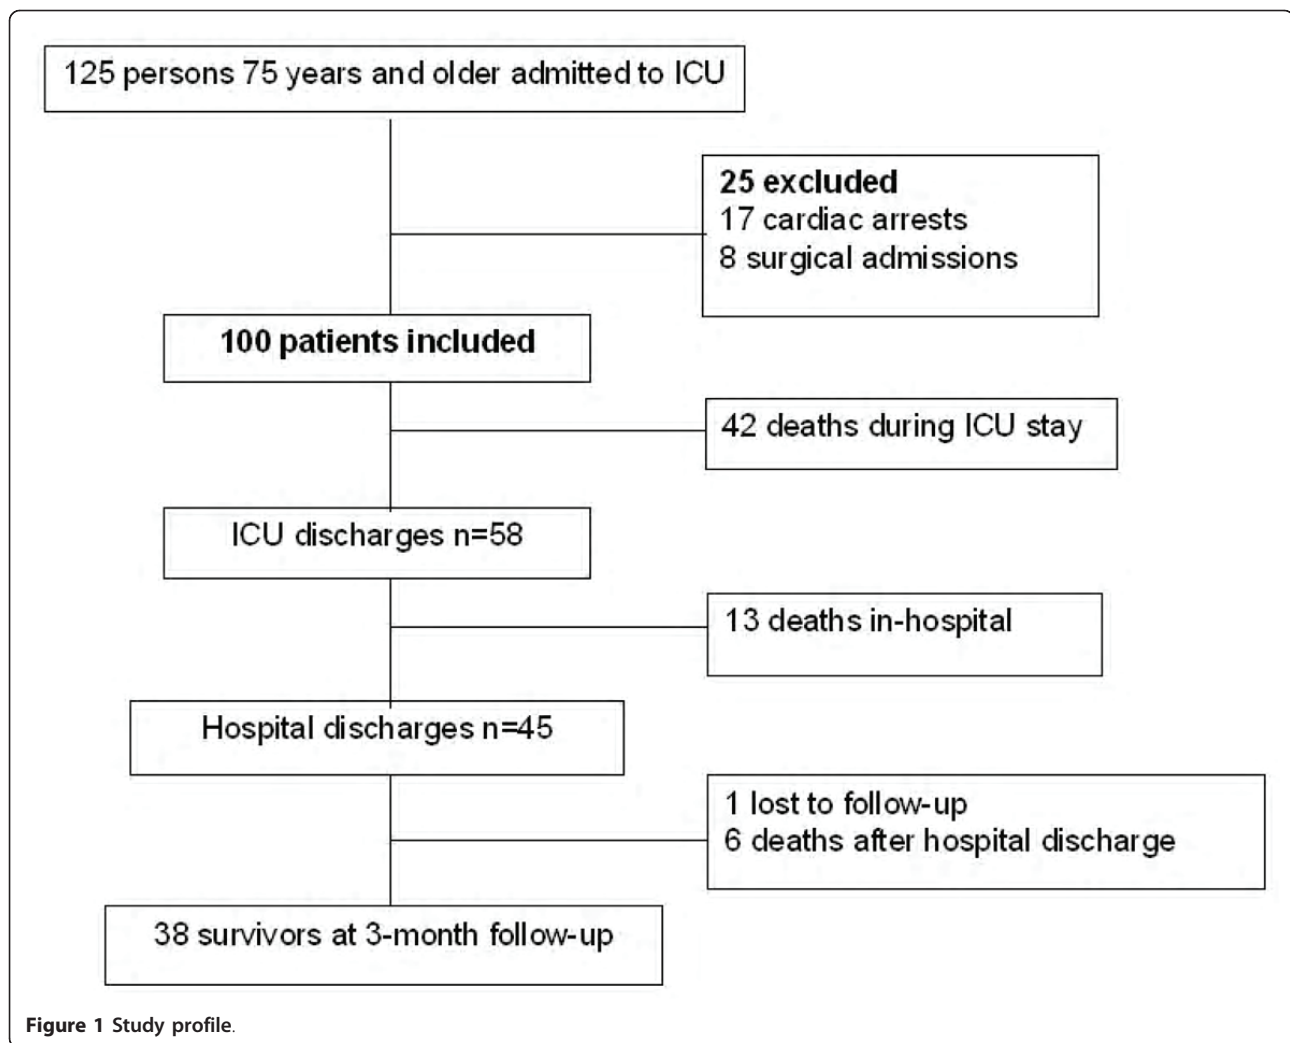 125 persons 75 years and older admitted to ICU
25 excluded
17 cardiac arrests
8 surgical admissions
100 patients included
42 deaths during ICU stay
ICU discharges n=58
13 deaths in-hospital
Hospital discharges n=45
1 lost to follow-up
6 deaths after hospital discharge
38 survivors at 3-month follow-up
Figure 1 Study profile.